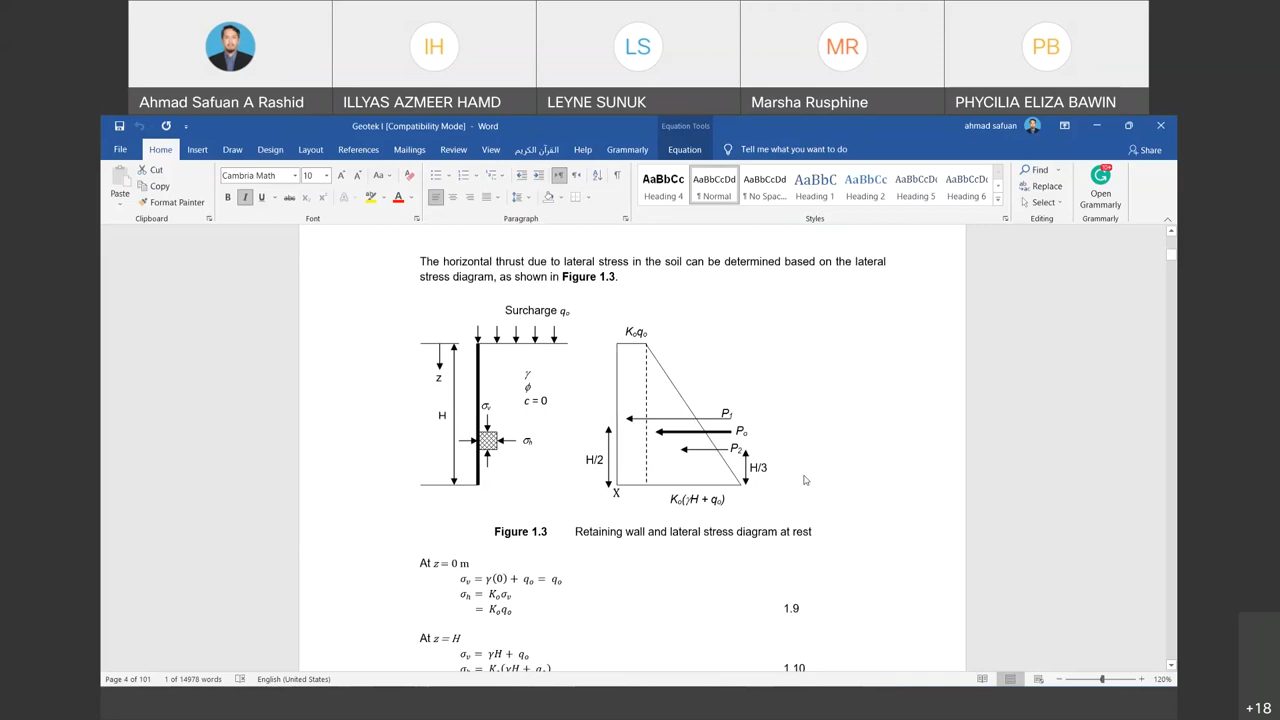 IH
LS
MR
PB
Ahmad Safuan A Rashid
ILLYAS AZMEER HAMD
LEYNE SUNUK
Marsha Rusphine
PHYCILIA ELIZA BAWIN
Geotek I [Compatibility Mode] - Word
Equation Tools
ahmad safuan
File Home Insert Draw Design Layout References Mailings Review View القرآن الكريم Help Grammarly Equation Tell me what you want to do Share
Paste
Cut
Copy
Format Painter
Clipboard
Cambria Math 10
Font
Paragraph
AaBbCc AaBbCcDd AaBbCcDd AaBbC AaBbCc AaBbCcDd AaBbCcDc
Heading 4 ¶ Normal ¶ No Spac... Heading 1 Heading 2 Heading 5 Heading 6
Styles
Find
Replace
Select
Editing
Open
Grammarly
Grammarly
The horizontal thrust due to lateral stress in the soil can be determined based on the lateral
stress diagram, as shown in Figure 1.3.
Surcharge qₒ
Kₒqₒ
z
γ
ϕ
c = 0
H
σᵥ
σₕ
P₁
Pₒ
P₂
H/2
H/3
X
Kₒ(γH + qₒ)
Figure 1.3 Retaining wall and lateral stress diagram at rest
At z = 0 m
σᵥ = γ(0) + qₒ = qₒ
σₕ = Kₒσᵥ
= Kₒqₒ 1.9
At z = H
σᵥ = γH + qₒ
σₕ = Kₒ(γH + qₒ) 1.10
Page 4 of 101 1 of 14978 words English (United States) 120%
+18